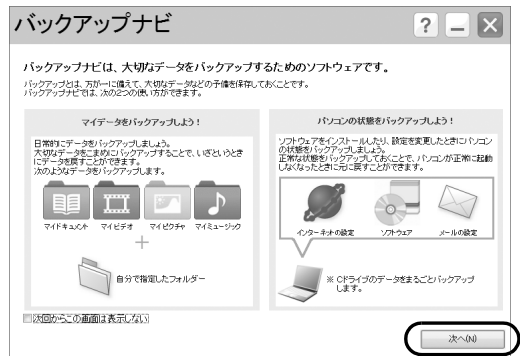 バックアップナビ
?
バックアップナビは、大切なデータをバックアップするためのソフトウェアです。
バックアップとは、万が一に備えて、大切なデータなどの予備を保存しておくことです。
バックアップナビでは、次の2つの使い方ができます。
マイデータをバックアップしよう!
日常的にデータをバックアップしましょう。
大切なデータをこまめにバックアップすることで、いざというとき
にデータを戻すことができます。
次のようなデータをバックアップします。
マイドキュメント マイビデオ マイピクチャ マイミュージック
自分で指定したフォルダー
パソコンの状態をバックアップしよう!
ソフトウェアをインストールしたり、設定を変更したときにパソコン
の状態をバックアップしましょう。
正常な状態をバックアップしておくことで、パソコンが正常に起動
しなくなったときに元に戻すことができます。
インターネットの設定 ソフトウェア メールの設定
※ Cドライブのデータをまるごとバックアップ
します。
次回からこの画面は表示しない
次へ(N)